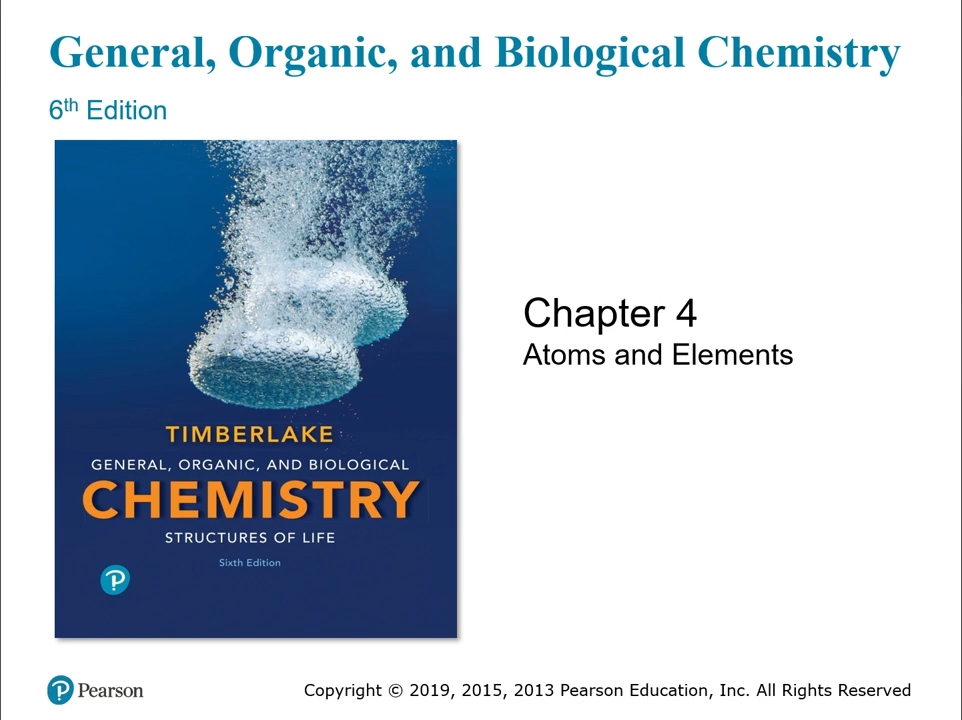 General, Organic, and Biological Chemistry
6th Edition
TIMBERLAKE
GENERAL, ORGANIC, AND BIOLOGICAL
CHEMISTRY
STRUCTURES OF LIFE
Sixth Edition
P
Chapter 4
Atoms and Elements
P Pearson
Copyright © 2019, 2015, 2013 Pearson Education, Inc. All Rights Reserved